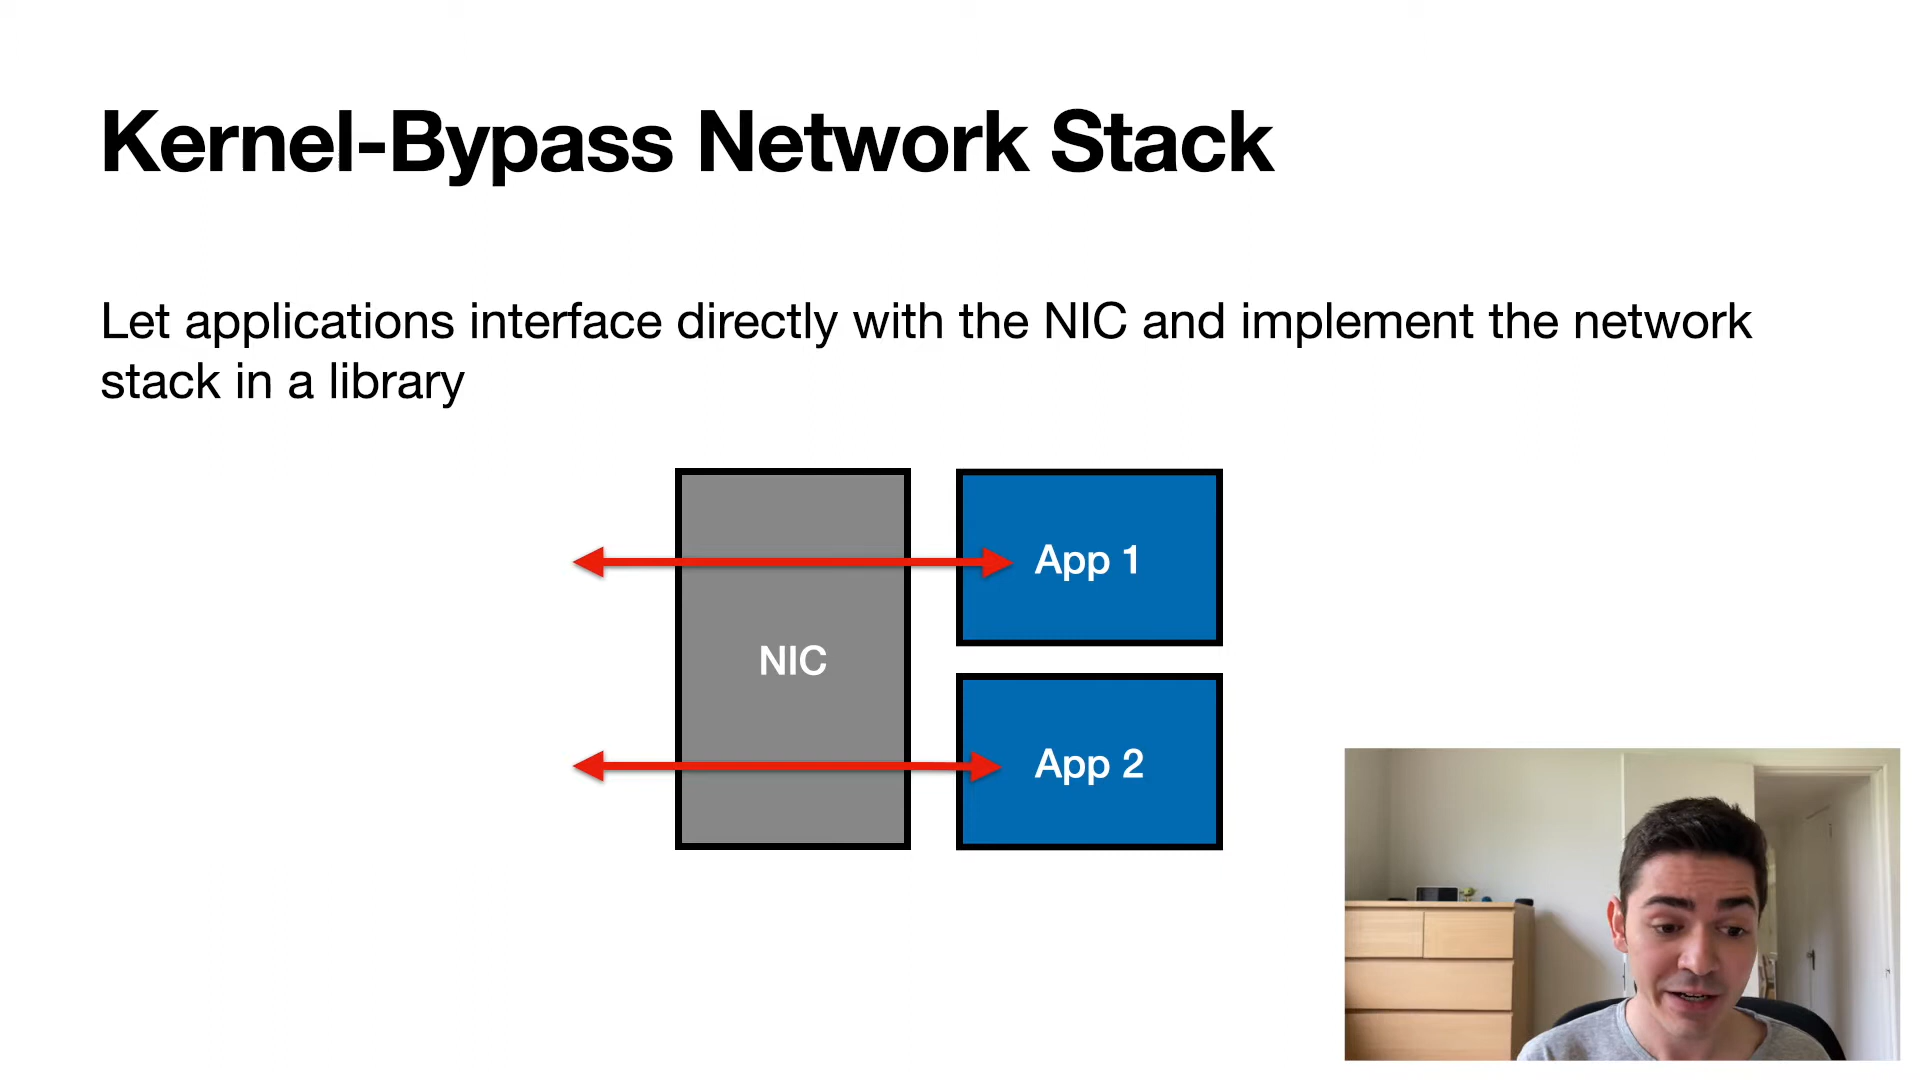 Kernel-Bypass Network Stack
Let applications interface directly with the NIC and implement the network
stack in a library
App 1
NIC
App 2